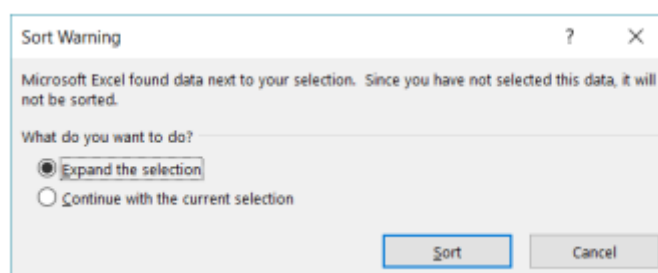 Sort Warning ? ×
Microsoft Excel found data next to your selection. Since you have not selected this data, it will
not be sorted.
What do you want to do?
Expand the selection
Continue with the current selection
Sort Cancel